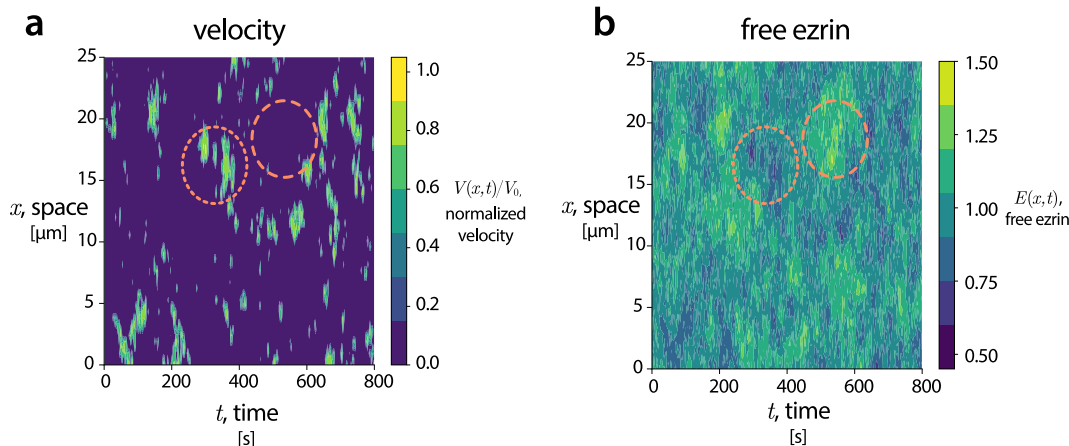 a
velocity
25
20
15
10
5
0
x, space
[µm]
0 200 400 600 800
t, time
[s]
1.0
0.8
0.6
0.4
0.2
0.0
V(x,t)/V₀,
normalized
velocity
b
free ezrin
25
20
15
10
5
0
x, space
[µm]
0 200 400 600 800
t, time
[s]
1.50
1.25
1.00
0.75
0.50
E(x,t),
free ezrin